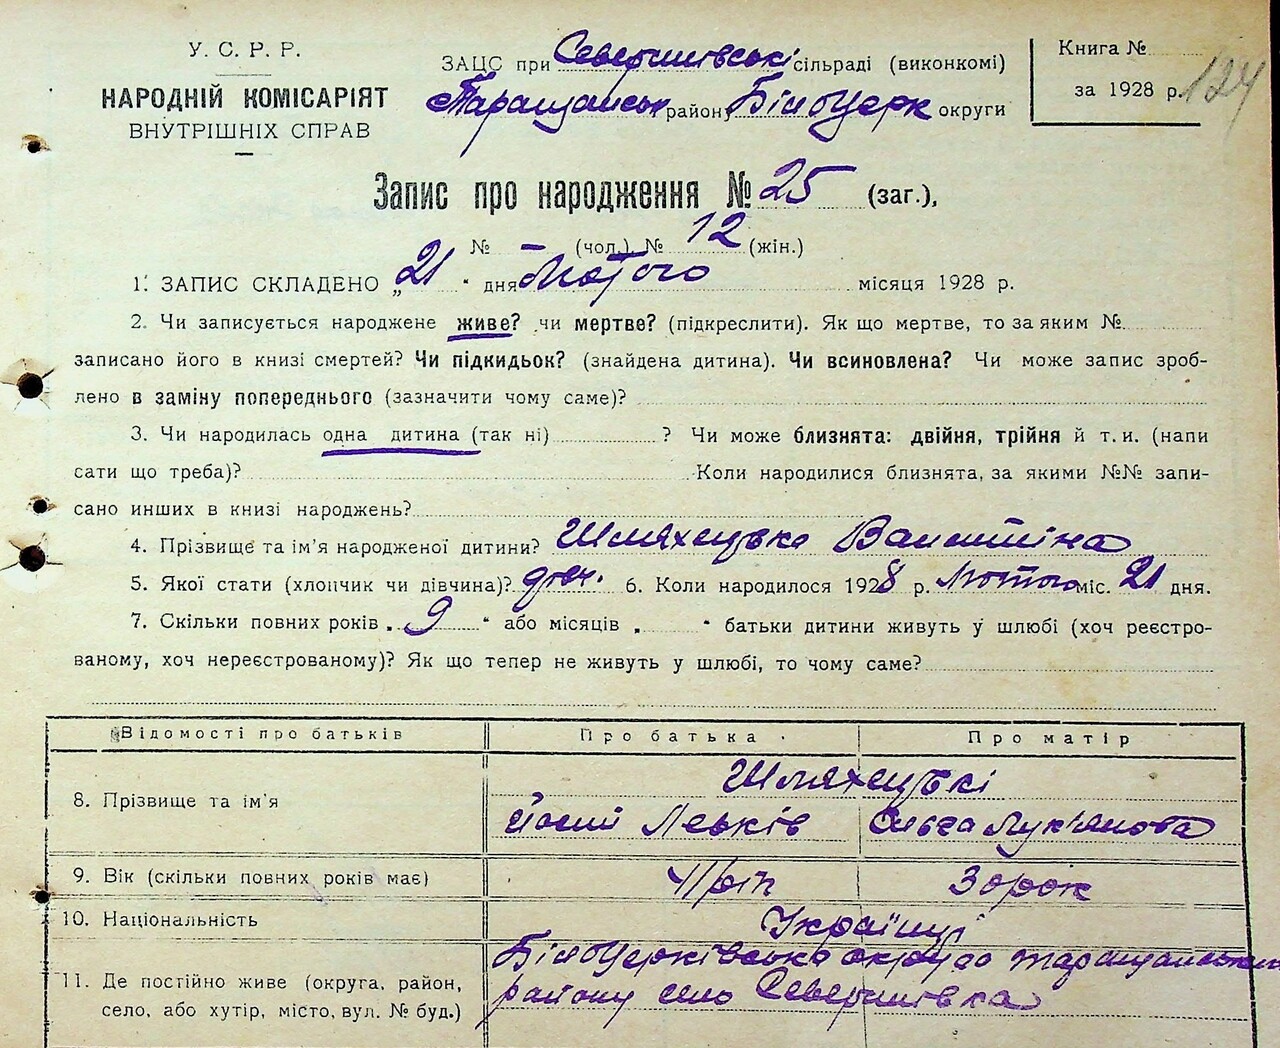 У. С. Р. Р.
НАРОДНІЙ КОМІСАРІЯТ
ВНУТРІШНІХ СПРАВ
ЗАЦС при Северинівські сільраді (виконкомі)
Таращанськ району Білоцерк округи
Книга №
за 1928 р.
124
Запис про народження № 25 (заг.),
№ – (чол.) № 12 (жін.)
1. ЗАПИС СКЛАДЕНО „21“ дня Лютого місяця 1928 р.
2. Чи записується народжене живе? чи мертве? (підкреслити). Як що мертве, то за яким №
записано його в книзі смертей? Чи підкидьок? (знайдена дитина). Чи всиновлена? Чи може запис зроб-
лено в заміну попереднього (зазначити чому саме)?
3. Чи народилась одна дитина (так ні) ? Чи може близнята: двійня, трійня й т. и. (напи
сати що треба)? Коли народилися близнята, за якими №№ запи-
сано инших в книзі народжень?
4. Прізвище та ім'я народженої дитини? Шляхецька Валентіна
5. Якої стати (хлопчик чи дівчина)? дівч. 6. Коли народилося 1928 р. Лютого міс. 21 дня.
7. Скільки повних років „ 9 “ або місяців „ “ батьки дитини живуть у шлюбі (хоч реєстро-
ваному, хоч нереєстрованому)? Як що тепер не живуть у шлюбі, то чому саме?
Відомості про батьків Про батька Про матір
Шляхецькі
8. Прізвище та ім'я
Йосип Левків Ольга Лук'янова
9. Вік (скільки повних років має) рік 3 орок
10. Національність Українці
Білоцерківська округа таращанського
11. Де постійно живе (округа, район,
району село Северинівка
село, або хутір, місто, вул. № буд.)